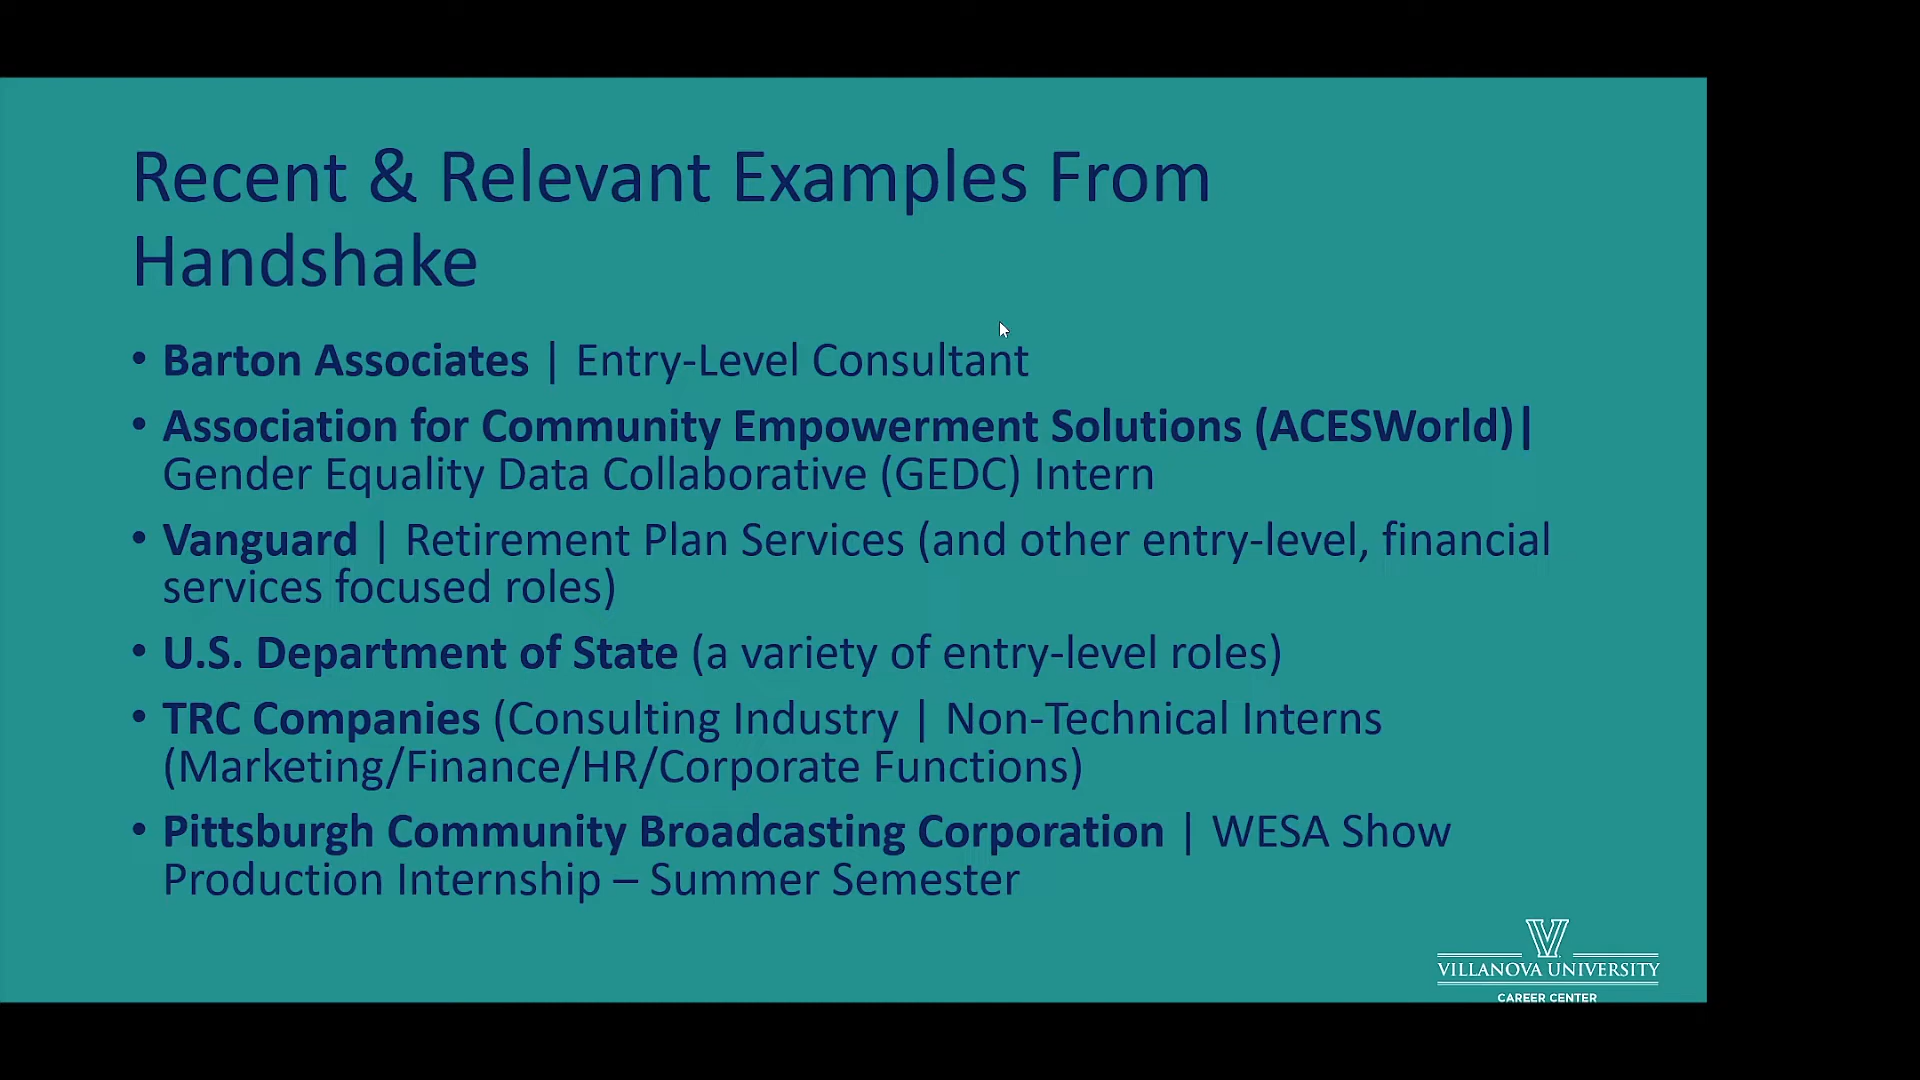 Recent & Relevant Examples From
Handshake
• Barton Associates | Entry-Level Consultant
• Association for Community Empowerment Solutions (ACESWorld)|
Gender Equality Data Collaborative (GEDC) Intern
• Vanguard | Retirement Plan Services (and other entry-level, financial
services focused roles)
• U.S. Department of State (a variety of entry-level roles)
• TRC Companies (Consulting Industry | Non-Technical Interns
(Marketing/Finance/HR/Corporate Functions)
• Pittsburgh Community Broadcasting Corporation | WESA Show
Production Internship – Summer Semester
V
VILLANOVA UNIVERSITY
CAREER CENTER